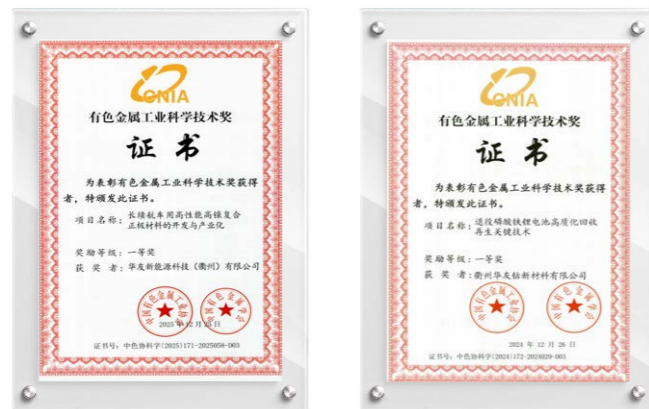 CNIA
有色金属工业科学技术奖
证书
为表彰有色金属工业科学技术奖获得
者，特颁发此证书。
项目名称：长续航车用高性能高镍复合
正极材料的开发与产业化
奖励等级：一等奖
获 奖 者：华友新能源科技（衢州）有限公司
2025 年 12 月 23 日
证书号：中色协科字(2025)171-2025058-D03
CNIA
有色金属工业科学技术奖
证书
为表彰有色金属工业科学技术奖获得
者，特颁发此证书。
项目名称：退役磷酸铁锂电池高质化回收
再生关键技术
奖励等级：一等奖
获 奖 者：衢州华友钴新材料有限公司
2024 年 12 月 26 日
证书号：中色协科字(2024)172-2024029-D03